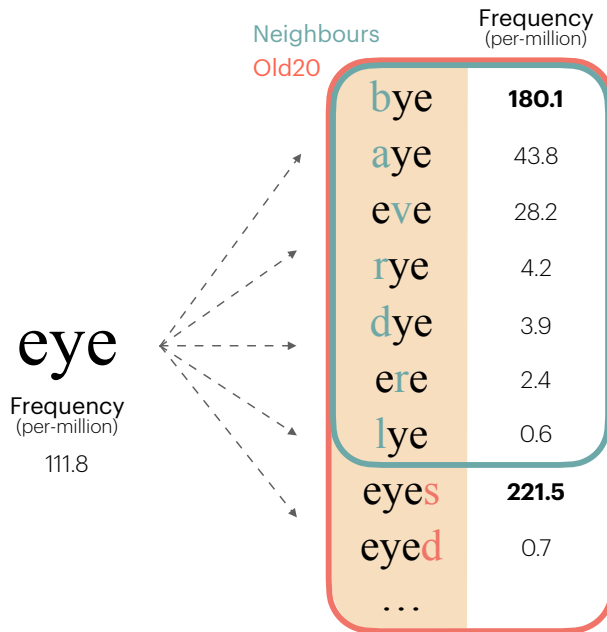 Neighbours
Old20
Frequency
(per-million)
bye 180.1
aye 43.8
eve 28.2
rye 4.2
dye 3.9
ere 2.4
lye 0.6
eyes 221.5
eyed 0.7
...
eye
Frequency
(per-million)
111.8